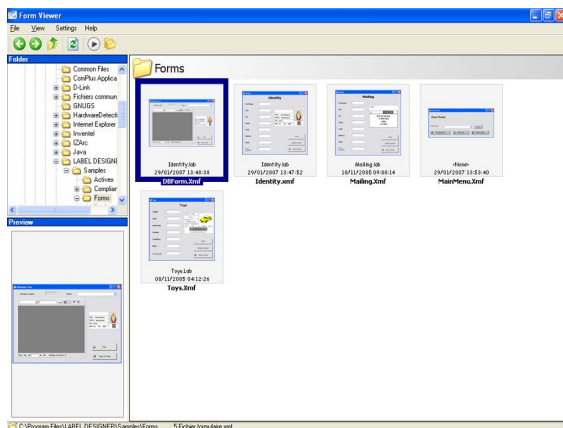 Form Viewer
File View Settings Help
Folder
Common Files
ComPlus Applica
D-Link
Fichiers commun
GNUGS
HardwareDetecti
Internet Explorer
Inventel
IZArc
Java
LABEL DESIGNI
Samples
Activex
Complian
Forms
Preview
Forms
Identity.lab
29/01/2007 13:48:38
DBForm.Xmf
Identity
Identity.lab
29/01/2007 13:47:52
Identity.xmf
Mailing
Mailing.lab
10/11/2005 09:08:14
Mailing.Xmf
-None-
29/01/2007 13:53:40
MainMenu.Xmf
Toys
Toys.Lab
08/11/2005 04:12:26
Toys.Xmf
C:\Program Files\LABEL DESIGNER\Samples\Forms 5 Fichier formulaire xmf